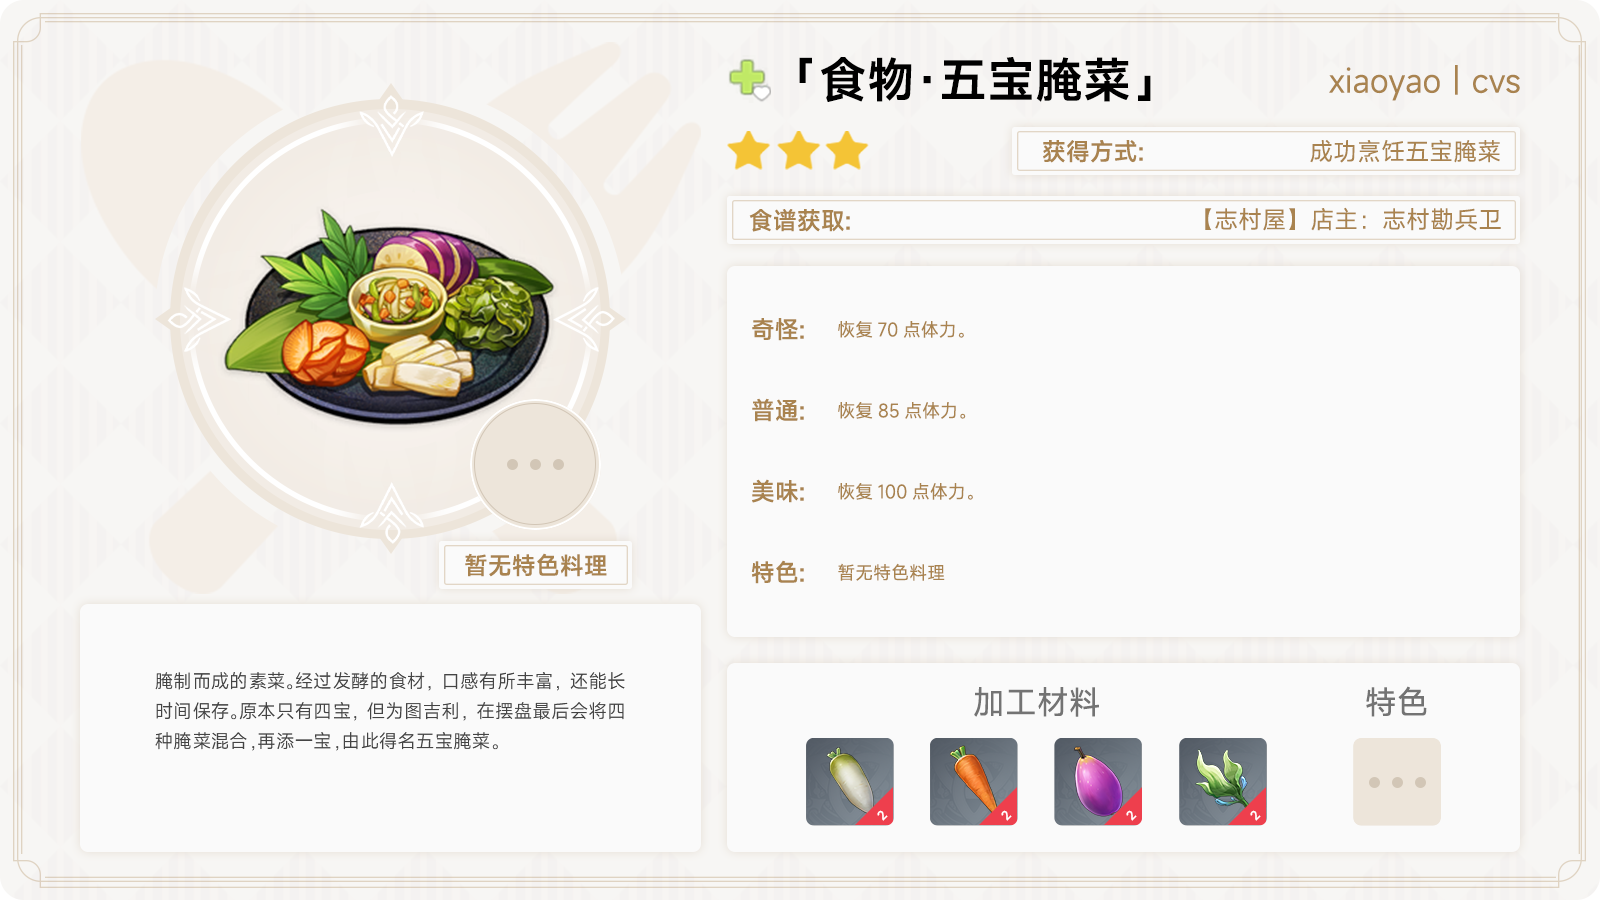 「食物·五宝腌菜」
xiaoyao | cvs
获得方式: 成功烹饪五宝腌菜
食谱获取: 【志村屋】店主：志村勘兵卫
奇怪: 恢复 70 点体力。
普通: 恢复 85 点体力。
美味: 恢复 100 点体力。
特色: 暂无特色料理
暂无特色料理
腌制而成的素菜。经过发酵的食材，口感有所丰富，还能长
时间保存。原本只有四宝，但为图吉利，在摆盘最后会将四
种腌菜混合,再添一宝,由此得名五宝腌菜。
加工材料 特色
2 2 2 2